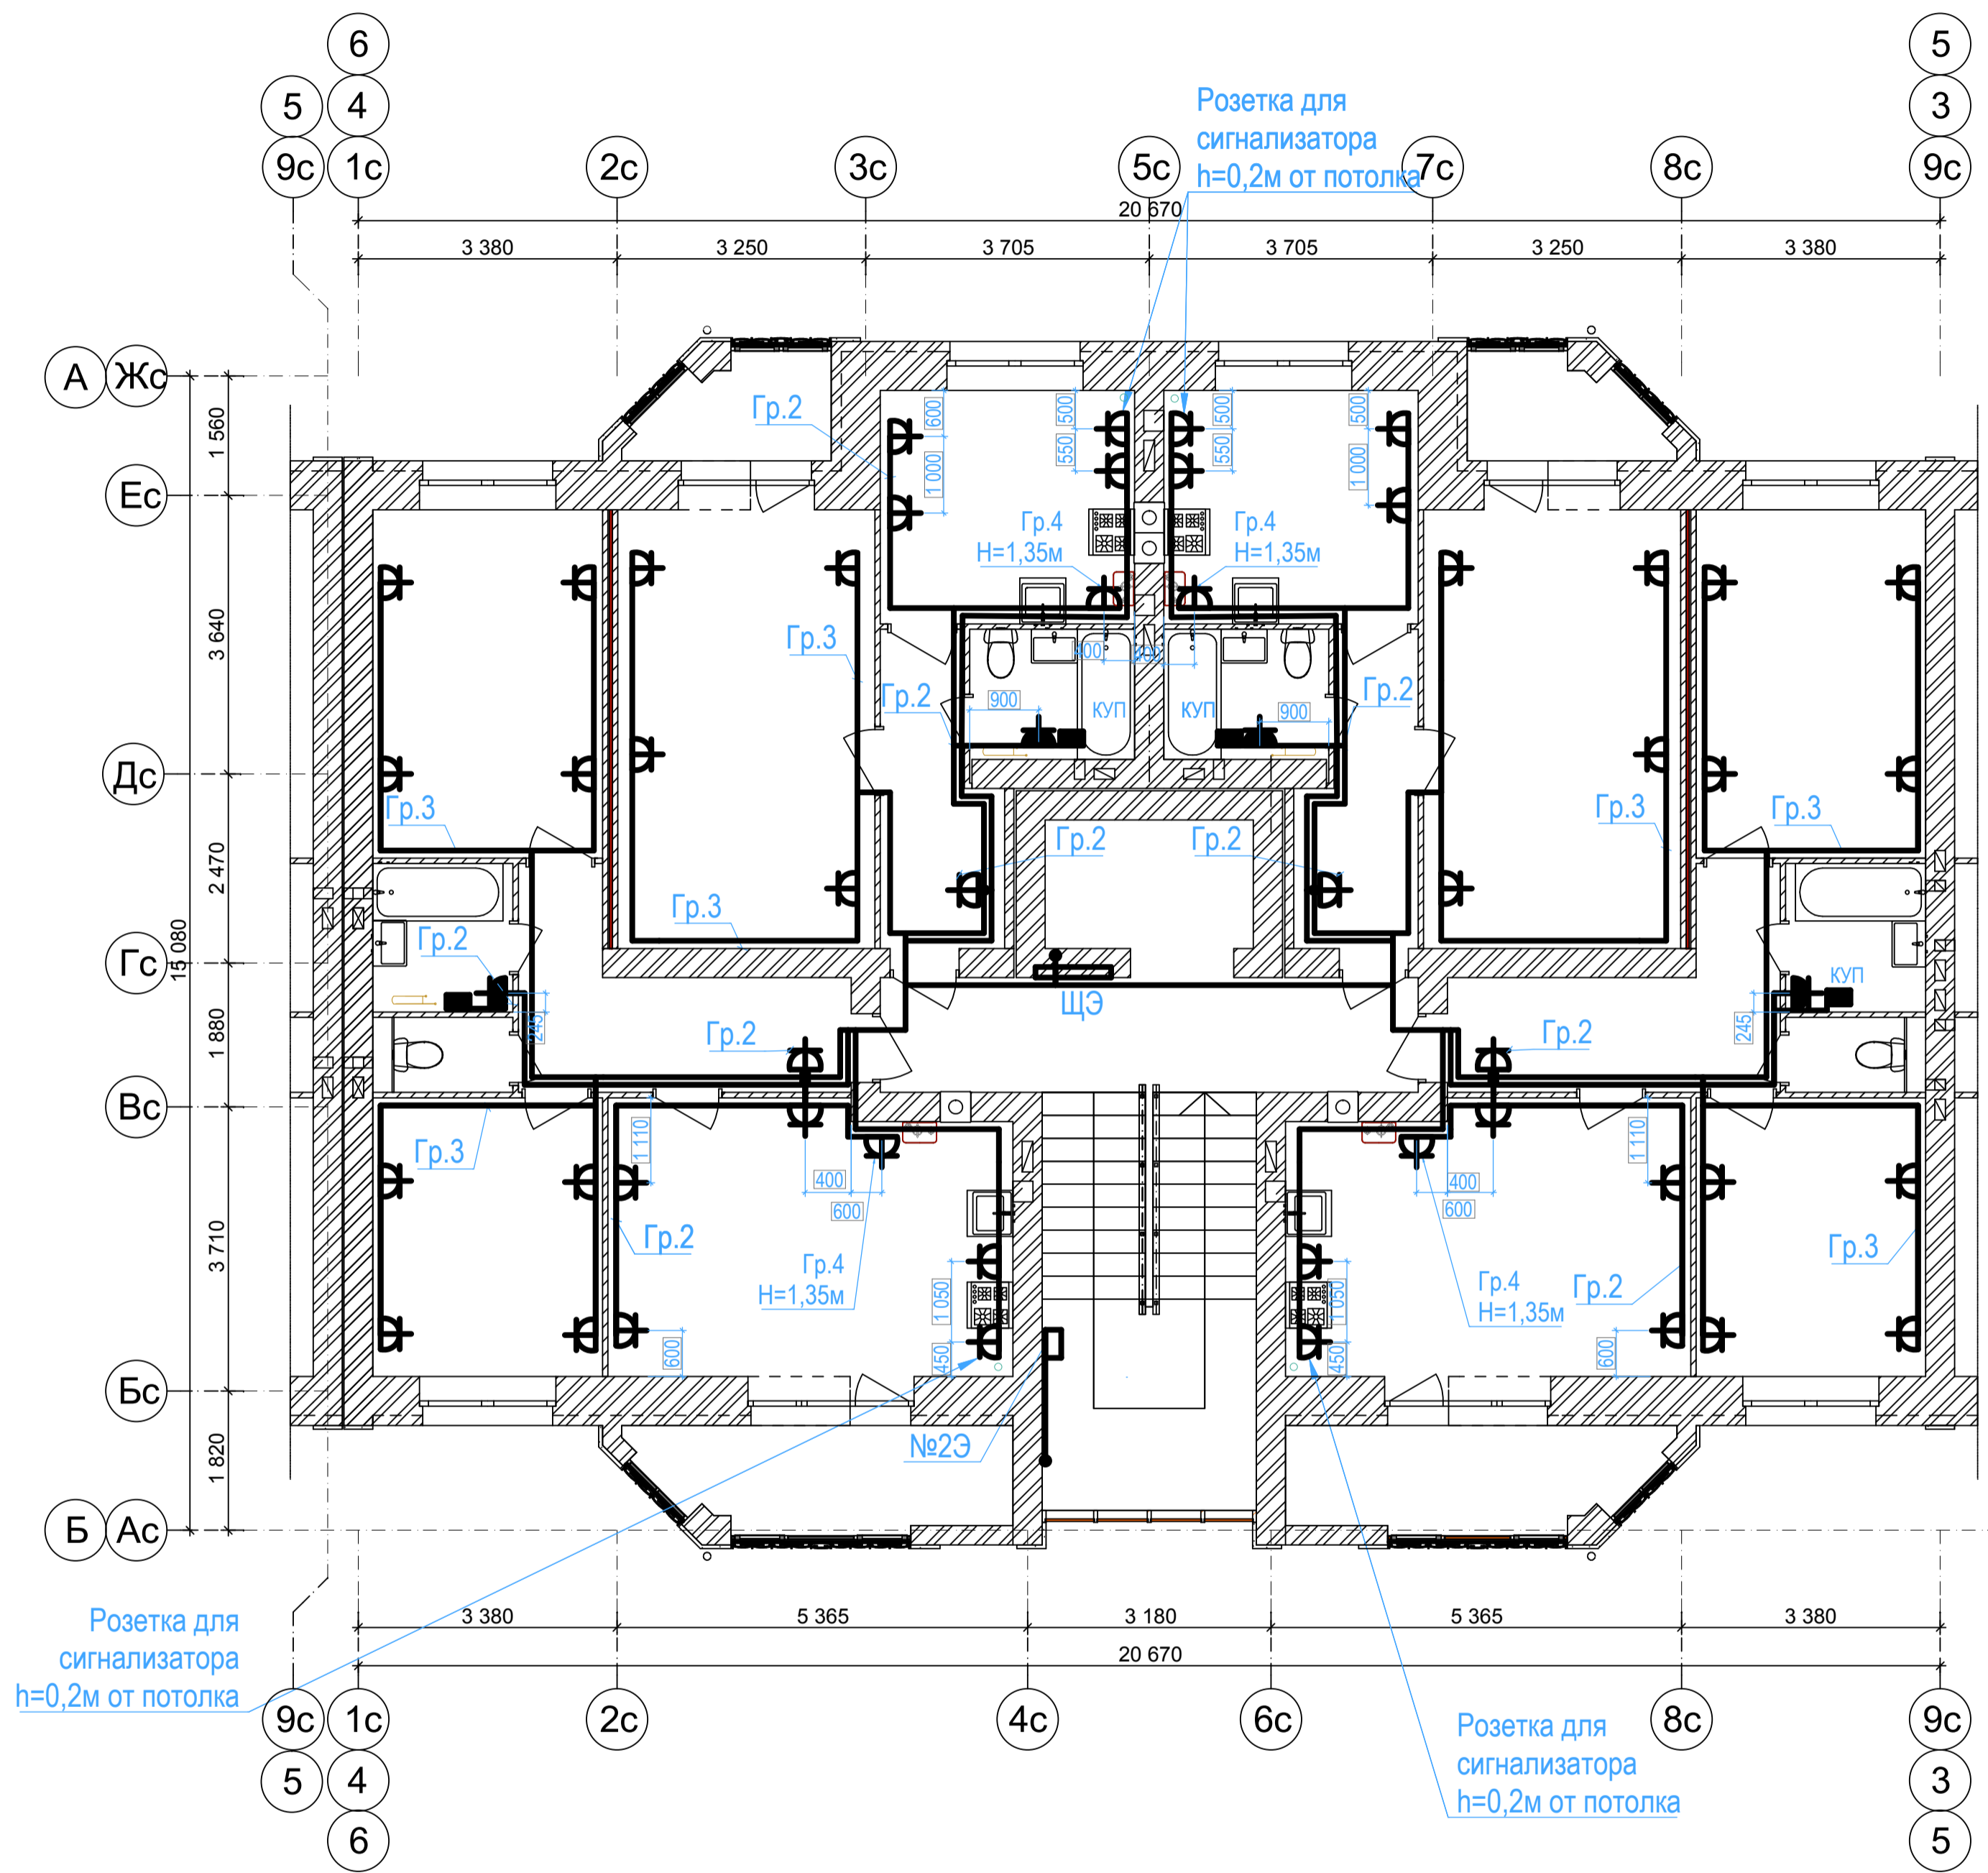 6
5
5
4
3
9с
1с
2с
3с
5с
7с
8с
9с
Розетка для
сигнализатора
h=0,2м от потолка
20 670
3 380
3 250
3 705
3 705
3 250
3 380
А
Жс
Ес
Дс
Гс
Вс
Бс
Б
Ас
1 560
3 640
2 470
15 080
1 880
3 710
1 820
Гр.2
600
1 000
500
550
500
550
500
1 000
Гр.4
Н=1,35м
Гр.4
Н=1,35м
Гр.3
Гр.2
400
400
Гр.2
900
КУП
КУП
900
Гр.3
Гр.2
Гр.2
Гр.3
Гр.3
Гр.3
Гр.2
КУП
245
245
ЩЭ
Гр.2
Гр.2
Гр.3
1 110
400
600
400
600
1 110
Гр.2
Гр.4
Н=1,35м
1 050
450
600
1 050
450
Гр.4
Н=1,35м
Гр.2
600
Гр.3
№2Э
Розетка для
сигнализатора
h=0,2м от потолка
3 380
5 365
3 180
5 365
3 380
20 670
9с
1с
2с
4с
6с
8с
9с
5
4
3
6
5
Розетка для
сигнализатора
h=0,2м от потолка